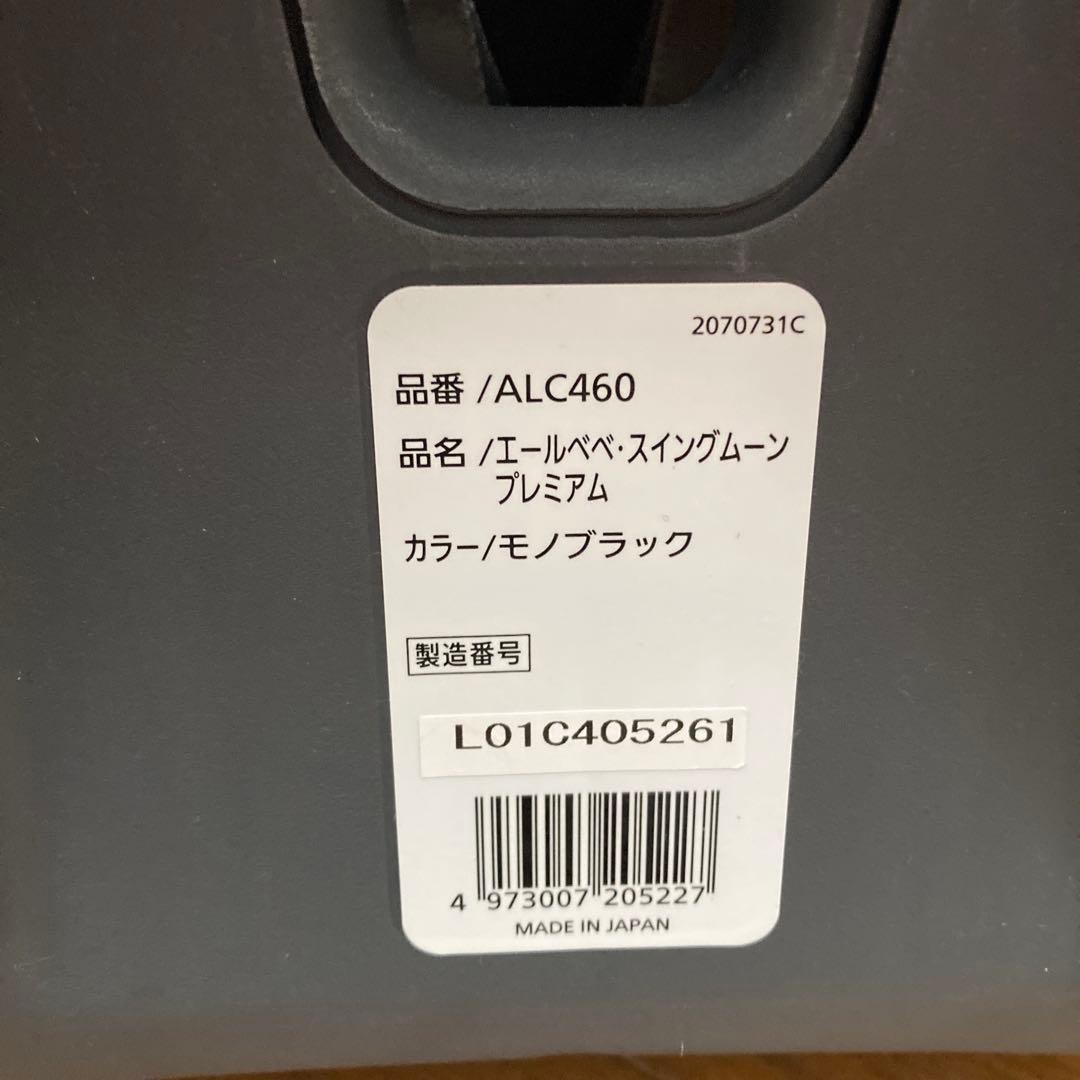 2070731C
品番 /ALC460
品名 /エールベベ・スイングムーン
プレミアム
カラー/モノブラック
製造番号
L01C405261
4 973007 205227
MADE IN JAPAN